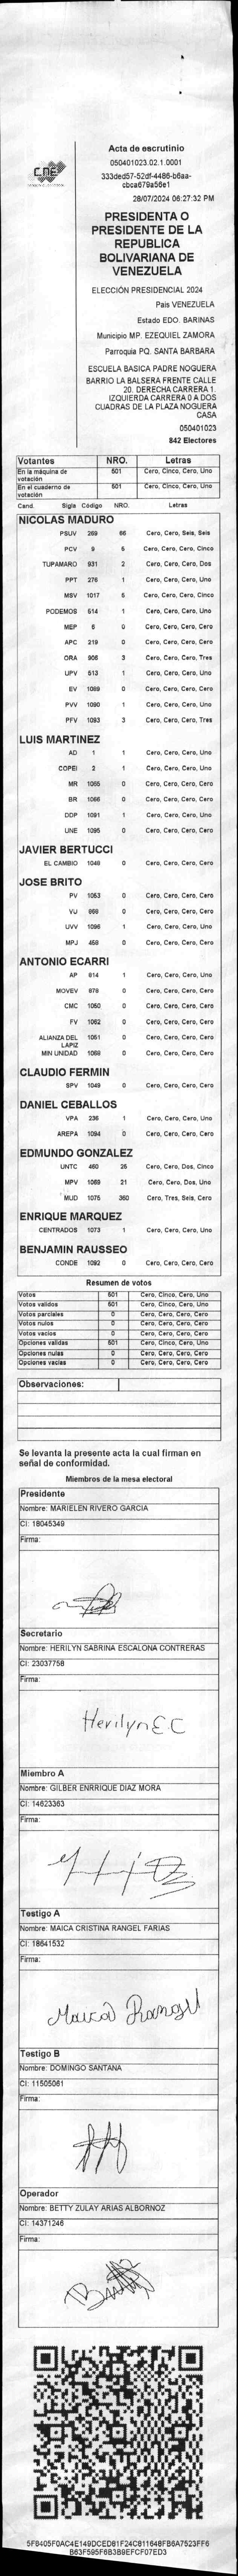 CNE
Acta de escrutinio
050401023.02.1.0001
333ded57-52df-4486-b6aa-
cbca679a56e1
28/07/2024 06:27:32 PM
PRESIDENTA O
PRESIDENTE DE LA
REPUBLICA
BOLIVARIANA DE
VENEZUELA
ELECCIÓN PRESIDENCIAL 2024
Pais VENEZUELA
Estado EDO. BARINAS
Municipio MP. EZEQUIEL ZAMORA
Parroquia PQ. SANTA BARBARA
ESCUELA BASICA PADRE NOGUERA
BARRIO LA BALSERA FRENTE CALLE
20. DERECHA CARRERA 1.
IZQUIERDA CARRERA 0 A DOS
CUADRAS DE LA PLAZA NOGUERA
CASA
050401023
842 Electores
Votantes NRO. Letras
En la máquina de votación 501 Cero, Cinco, Cero, Uno
En el cuaderno de votación 501 Cero, Cinco, Cero, Uno
Cand. Sigla Código NRO. Letras
NICOLAS MADURO
PSUV 269 66 Cero, Cero, Seis, Seis
PCV 9 5 Cero, Cero, Cero, Cinco
TUPAMARO 931 2 Cero, Cero, Cero, Dos
PPT 276 1 Cero, Cero, Cero, Uno
MSV 1017 5 Cero, Cero, Cero, Cinco
PODEMOS 514 1 Cero, Cero, Cero, Uno
MEP 6 0 Cero, Cero, Cero, Cero
APC 219 0 Cero, Cero, Cero, Cero
ORA 906 3 Cero, Cero, Cero, Tres
UPV 513 1 Cero, Cero, Cero, Uno
EV 1089 0 Cero, Cero, Cero, Cero
PVV 1090 1 Cero, Cero, Cero, Uno
PFV 1093 3 Cero, Cero, Cero, Tres
LUIS MARTINEZ
AD 1 1 Cero, Cero, Cero, Uno
COPEI 2 1 Cero, Cero, Cero, Uno
MR 1055 0 Cero, Cero, Cero, Cero
BR 1086 0 Cero, Cero, Cero, Cero
DDP 1091 1 Cero, Cero, Cero, Uno
UNE 1095 0 Cero, Cero, Cero, Cero
JAVIER BERTUCCI
EL CAMBIO 1048 0 Cero, Cero, Cero, Cero
JOSE BRITO
PV 1053 0 Cero, Cero, Cero, Cero
VU 866 0 Cero, Cero, Cero, Cero
UVV 1096 1 Cero, Cero, Cero, Uno
MPJ 458 0 Cero, Cero, Cero, Cero
ANTONIO ECARRI
AP 814 1 Cero, Cero, Cero, Uno
MOVEV 879 0 Cero, Cero, Cero, Cero
CMC 1050 0 Cero, Cero, Cero, Cero
FV 1062 0 Cero, Cero, Cero, Cero
ALIANZA DEL LAPIZ 1051 0 Cero, Cero, Cero, Cero
MIN UNIDAD 1068 0 Cero, Cero, Cero, Cero
CLAUDIO FERMIN
SPV 1049 0 Cero, Cero, Cero, Cero
DANIEL CEBALLOS
VPA 236 1 Cero, Cero, Cero, Uno
AREPA 1094 0 Cero, Cero, Cero, Cero
EDMUNDO GONZALEZ
UNTC 460 25 Cero, Cero, Dos, Cinco
MPV 1069 21 Cero, Cero, Dos, Uno
MUD 1075 360 Cero, Tres, Seis, Cero
ENRIQUE MARQUEZ
CENTRADOS 1073 1 Cero, Cero, Cero, Uno
BENJAMIN RAUSSEO
CONDE 1092 0 Cero, Cero, Cero, Cero
Resumen de votos
Votos 501 Cero, Cinco, Cero, Uno
Votos validos 501 Cero, Cinco, Cero, Uno
Votos parciales 0 Cero, Cero, Cero, Cero
Votos nulos 0 Cero, Cero, Cero, Cero
Votos vacios 0 Cero, Cero, Cero, Cero
Opciones validas 501 Cero, Cinco, Cero, Uno
Opciones nulas 0 Cero, Cero, Cero, Cero
Opciones vacias 0 Cero, Cero, Cero, Cero
Observaciones:
Se levanta la presente acta la cual firman en
señal de conformidad.
Miembros de la mesa electoral
Presidente
Nombre: MARIELEN RIVERO GARCIA
CI: 18045349
Firma:
Secretario
Nombre: HERILYN SABRINA ESCALONA CONTRERAS
CI: 23037758
Firma:
Herilyn E.C
Miembro A
Nombre: GILBER ENRRIQUE DIAZ MORA
CI: 14623363
Firma:
Testigo A
Nombre: MAICA CRISTINA RANGEL FARIAS
CI: 18641532
Firma:
Maica Rangel
Testigo B
Nombre: DOMINGO SANTANA
CI: 11505061
Firma:
Operador
Nombre: BETTY ZULAY ARIAS ALBORNOZ
CI: 14371246
Firma:
5FB405F0AC4E149DCED81F24C811648FB6A7523FF6
B63F595F6B3B9EFCF07ED3